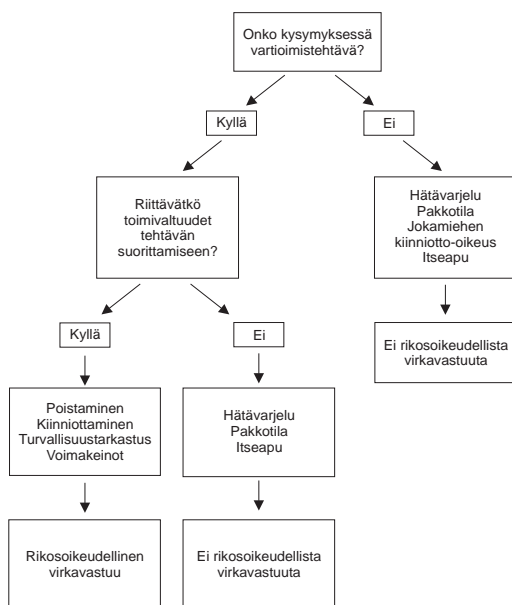 Onko kysymyksessä
vartioimistehtävä?
Kyllä
Ei
Riittävätkö
toimivaltuudet
tehtävän
suorittamiseen?
Hätävarjelu
Pakkotila
Jokamiehen
kiinniotto-oikeus
Itseapu
Kyllä
Ei
Ei rikosoikeudellista
virkavastuuta
Poistaminen
Kiinniottaminen
Turvallisuustarkastus
Voimakeinot
Hätävarjelu
Pakkotila
Itseapu
Rikosoikeudellinen
virkavastuu
Ei rikosoikeudellista
virkavastuuta